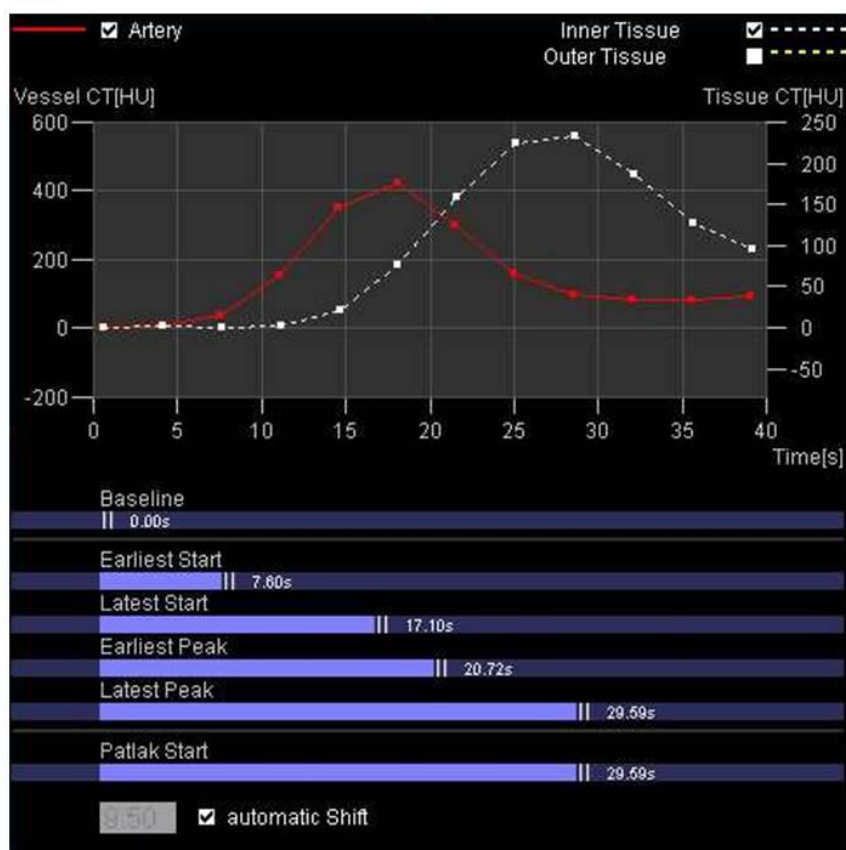 Artery Inner Tissue
Outer Tissue
Vessel CT[HU] Tissue CT[HU]
600 250
200
400 150
100
200 50
0 0
-50
-200
0 5 10 15 20 25 30 35 40
Time[s]
Baseline
0.00s
Earliest Start
7.60s
Latest Start
17.10s
Earliest Peak
20.72s
Latest Peak
29.59s
Patlak Start
29.59s
9.50 automatic Shift